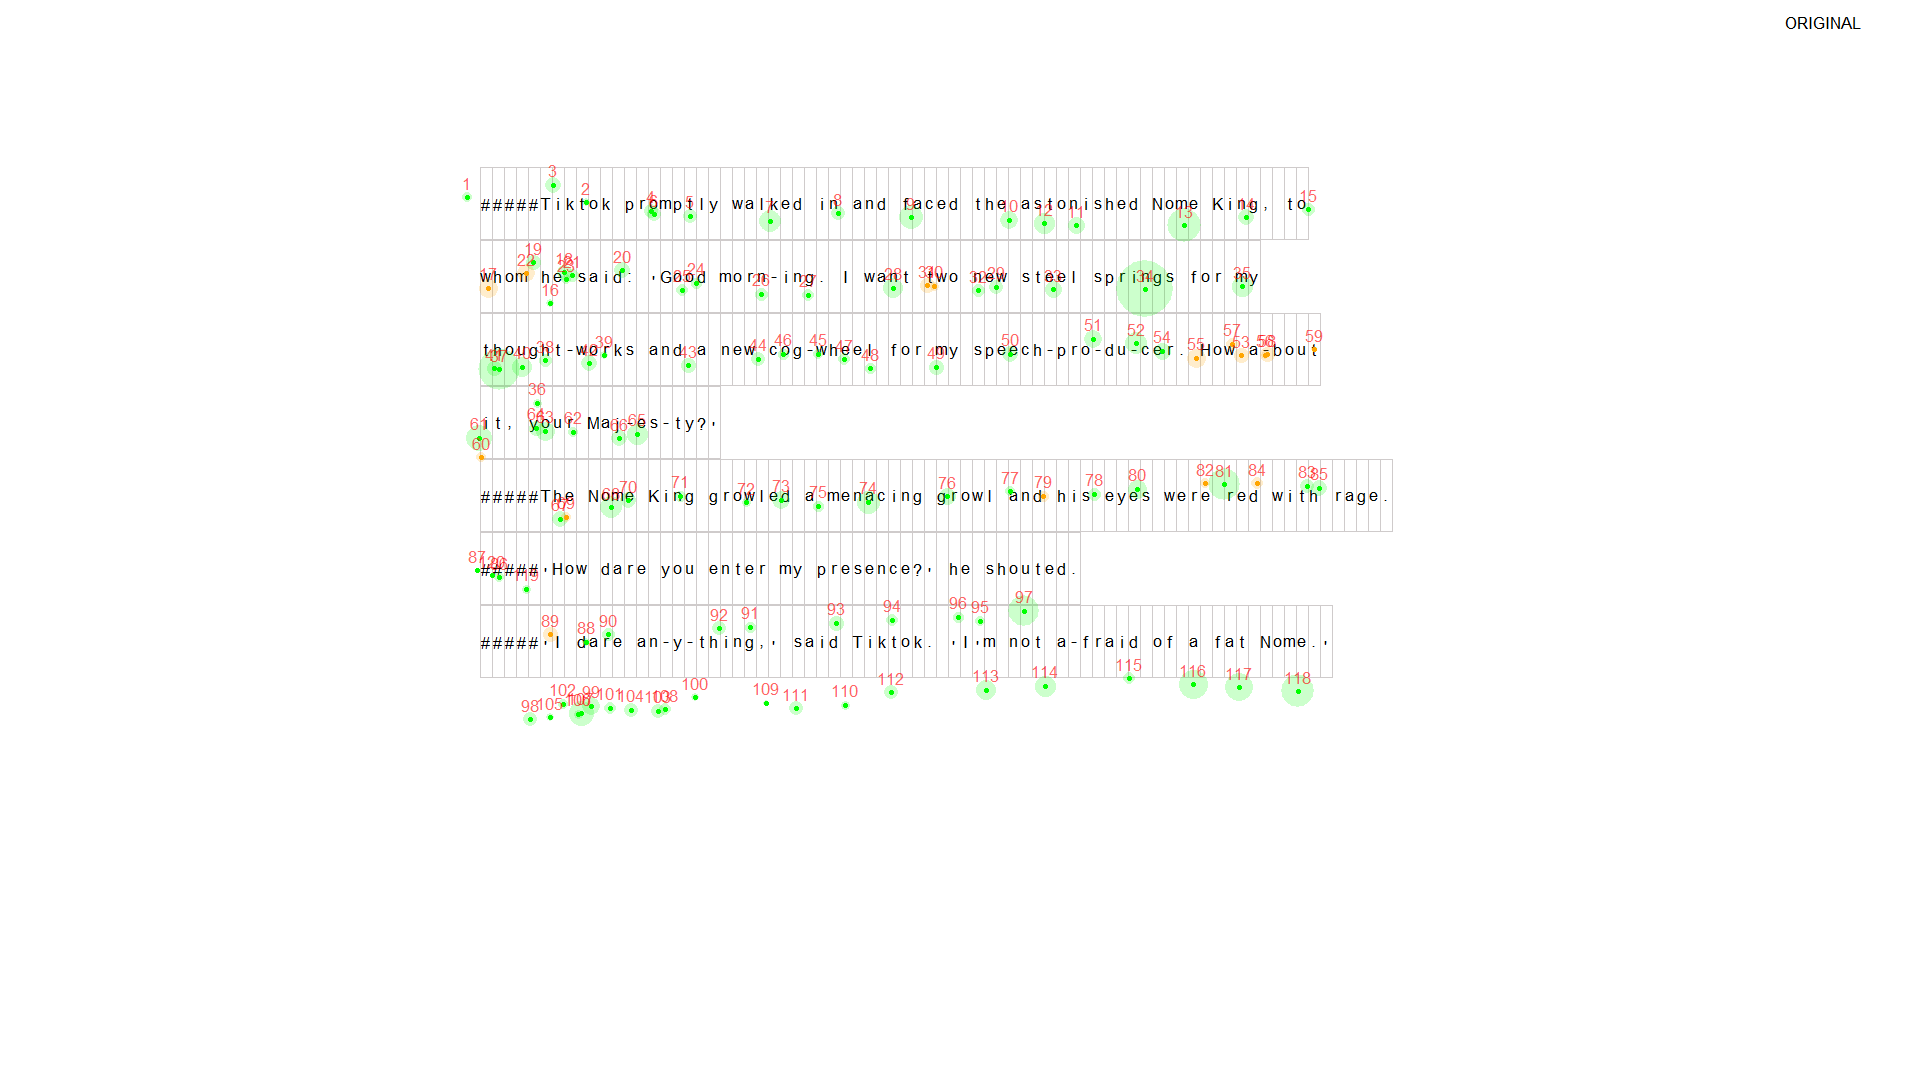 ORIGINAL
#####Tiktok promptly walked in and faced the astonished Nome King, to
whom he said: 'Good morn-ing. I want two new steel springs for my
thought-works and a new cog-wheel for my speech-pro-du-cer. How a-bout
it, your Maj-es-ty?'
#####The Nome King growled a menacing growl and his eyes were red with rage.
#####'How dare you enter my presence?' he shouted.
#####'I dare an-y-thing,' said Tiktok. 'I'm not a-fraid of a fat Nome.'